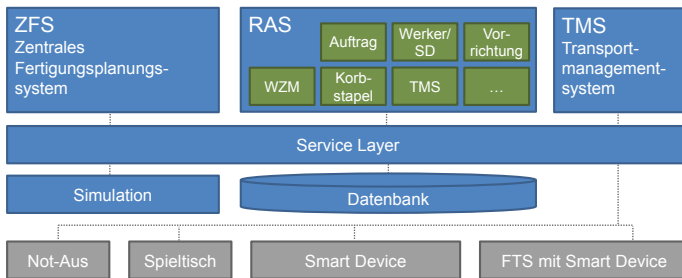 ZFS
Zentrales
Fertigungsplanungs-
system
RAS
Auftrag
Werker/
SD
Vor-
richtung
WZM
Korb-
stapel
TMS
...
TMS
Transport-
management-
system
Service Layer
Simulation
Datenbank
Not-Aus
Spieltisch
Smart Device
FTS mit Smart Device